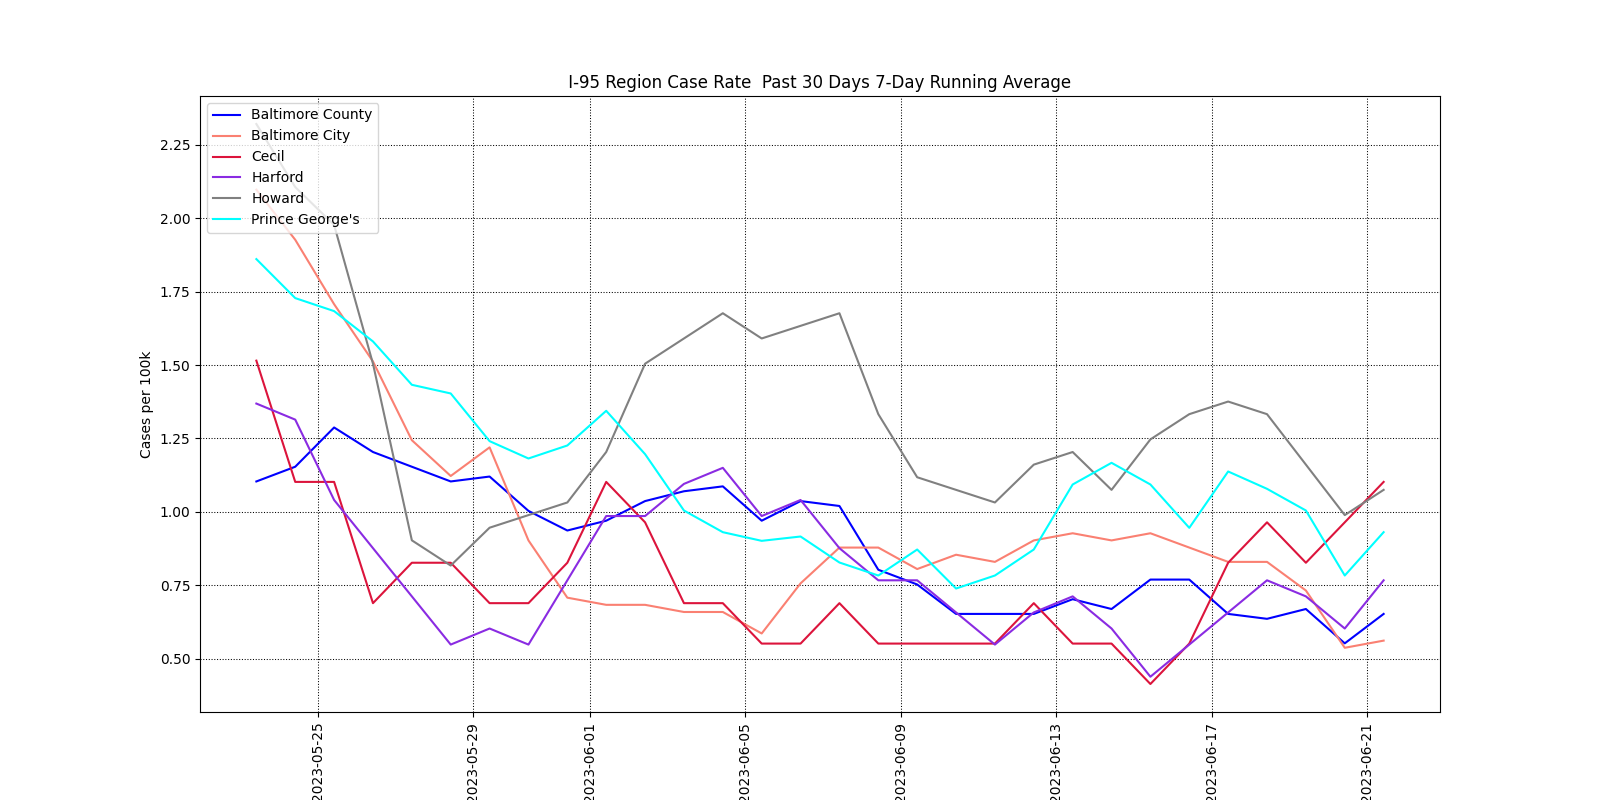 I-95 Region Case Rate  Past 30 Days 7-Day Running Average
Baltimore County
Baltimore City
Cecil
Harford
Howard
Prince George's
Cases per 100k
2.25
2.00
1.75
1.50
1.25
1.00
0.75
0.50
2023-05-25
2023-05-29
2023-06-01
2023-06-05
2023-06-09
2023-06-13
2023-06-17
2023-06-21